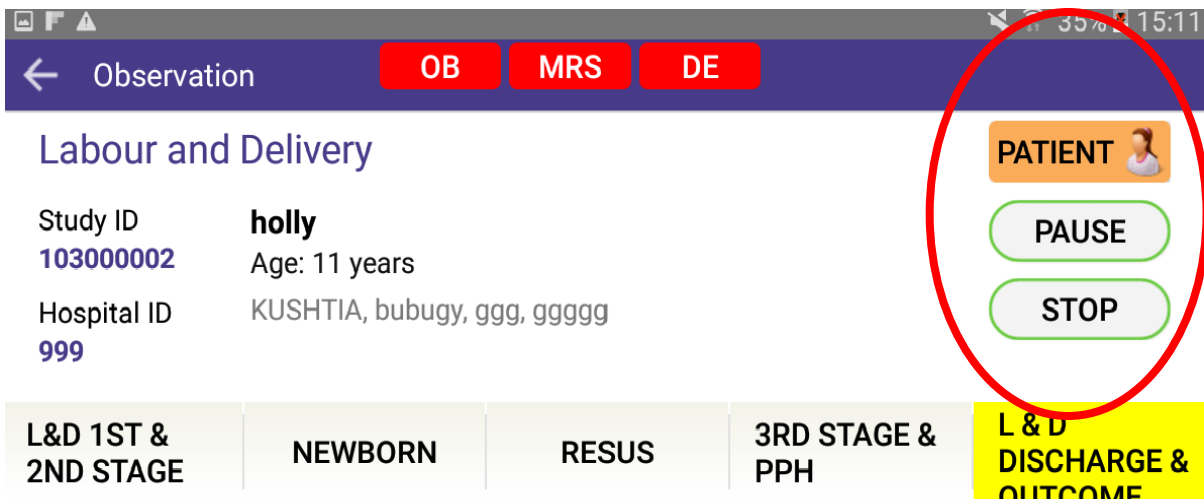 35% 15:11
Observation OB MRS DE
Labour and Delivery
PATIENT
Study ID
103000002
holly
Age: 11 years
Hospital ID
999
KUSHTIA, bubugy, ggg, ggggg
PAUSE
STOP
L&D 1ST &
2ND STAGE
NEWBORN
RESUS
3RD STAGE &
PPH
L & D
DISCHARGE &
OUTCOME